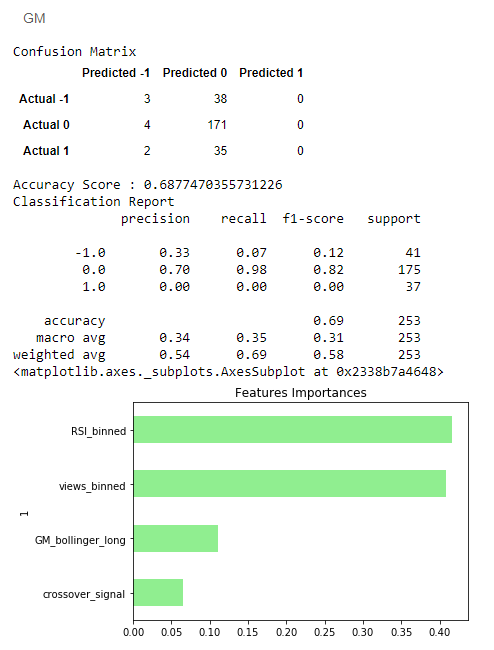 GM
Confusion Matrix
Predicted -1 Predicted 0 Predicted 1
Actual -1 3 38 0
Actual 0 4 171 0
Actual 1 2 35 0
Accuracy Score : 0.6877470355731226
Classification Report
precision recall f1-score support
-1.0 0.33 0.07 0.12 41
0.0 0.70 0.98 0.82 175
1.0 0.00 0.00 0.00 37
accuracy 0.69 253
macro avg 0.34 0.35 0.31 253
weighted avg 0.54 0.69 0.58 253
<matplotlib.axes._subplots.AxesSubplot at 0x2338b7a4648>
Features Importances
RSI_binned
views_binned
1
GM_bollinger_long
crossover_signal
0.00 0.05 0.10 0.15 0.20 0.25 0.30 0.35 0.40